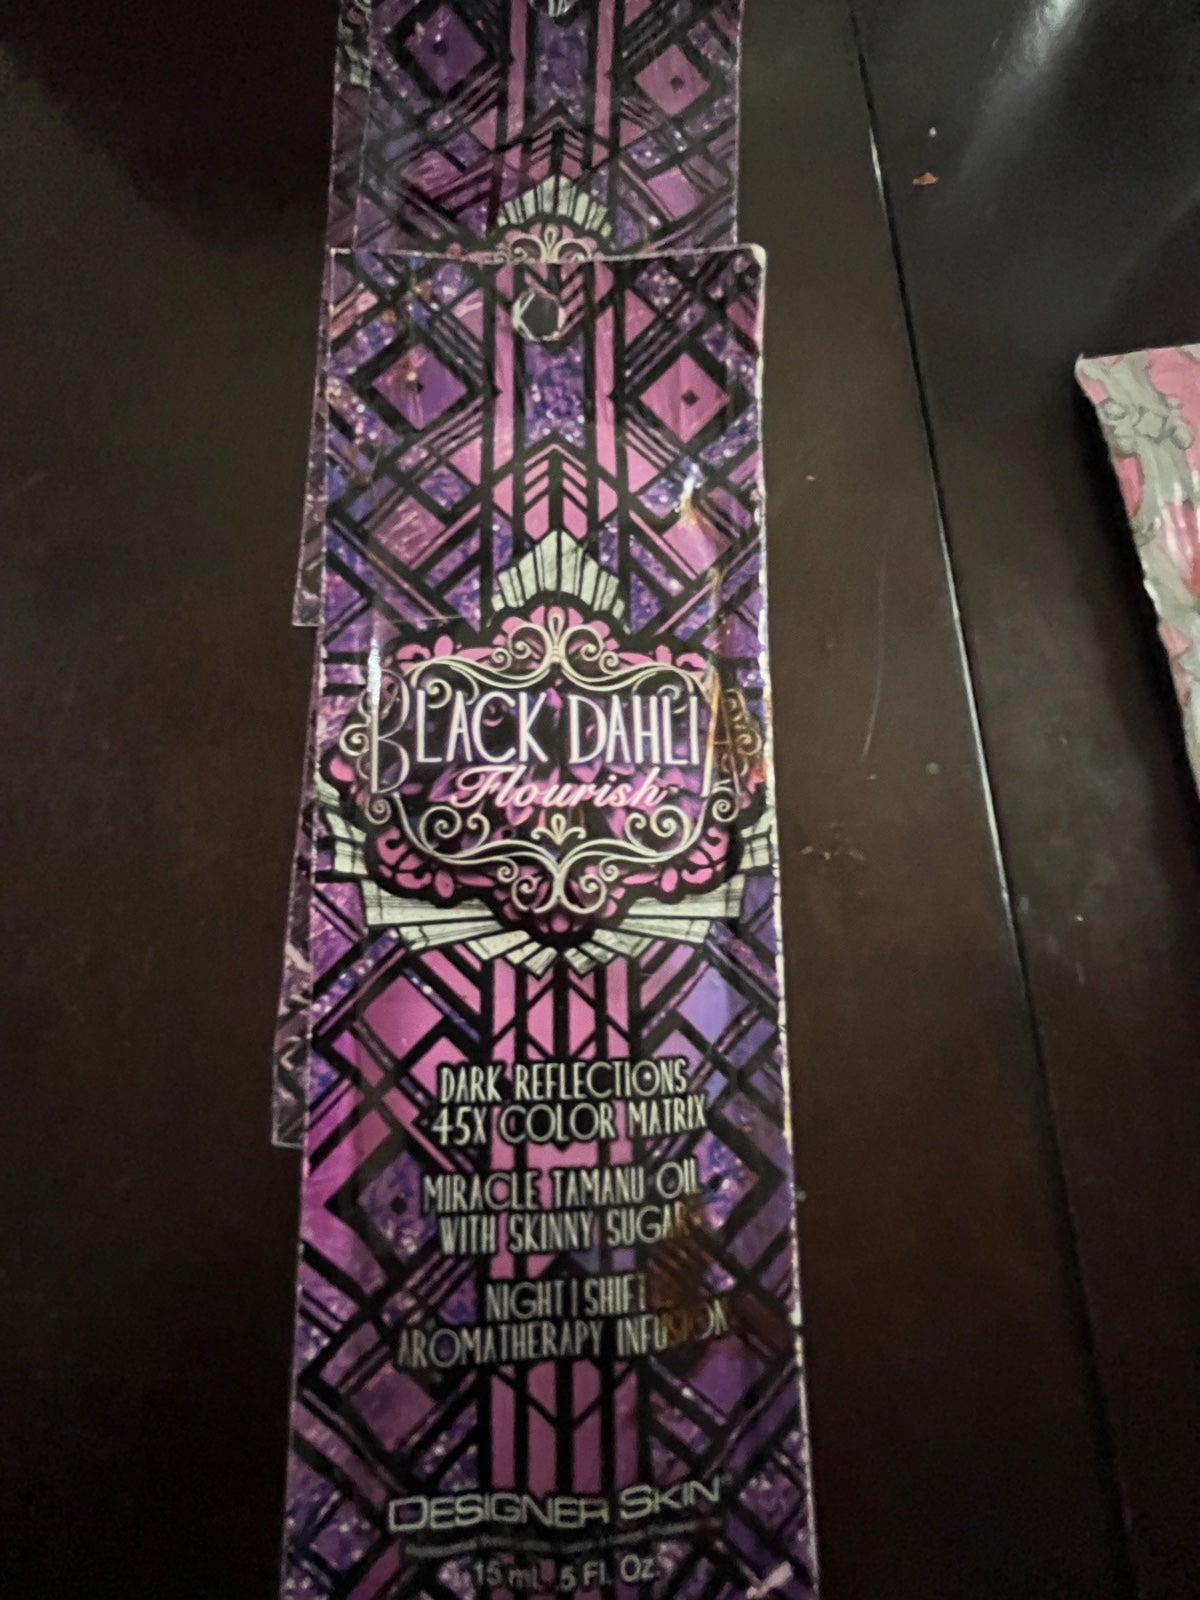 BLACK DAHLIA
Flourish
DARK REFLECTIONS
45X COLOR MATRIX
MIRACLE TAMANU OIL
WITH SKINNY SUGAR
NIGHT | SHIFT
AROMATHERAPY INFUSION
DESIGNER SKIN®
15 mL .5 Fl. Oz.